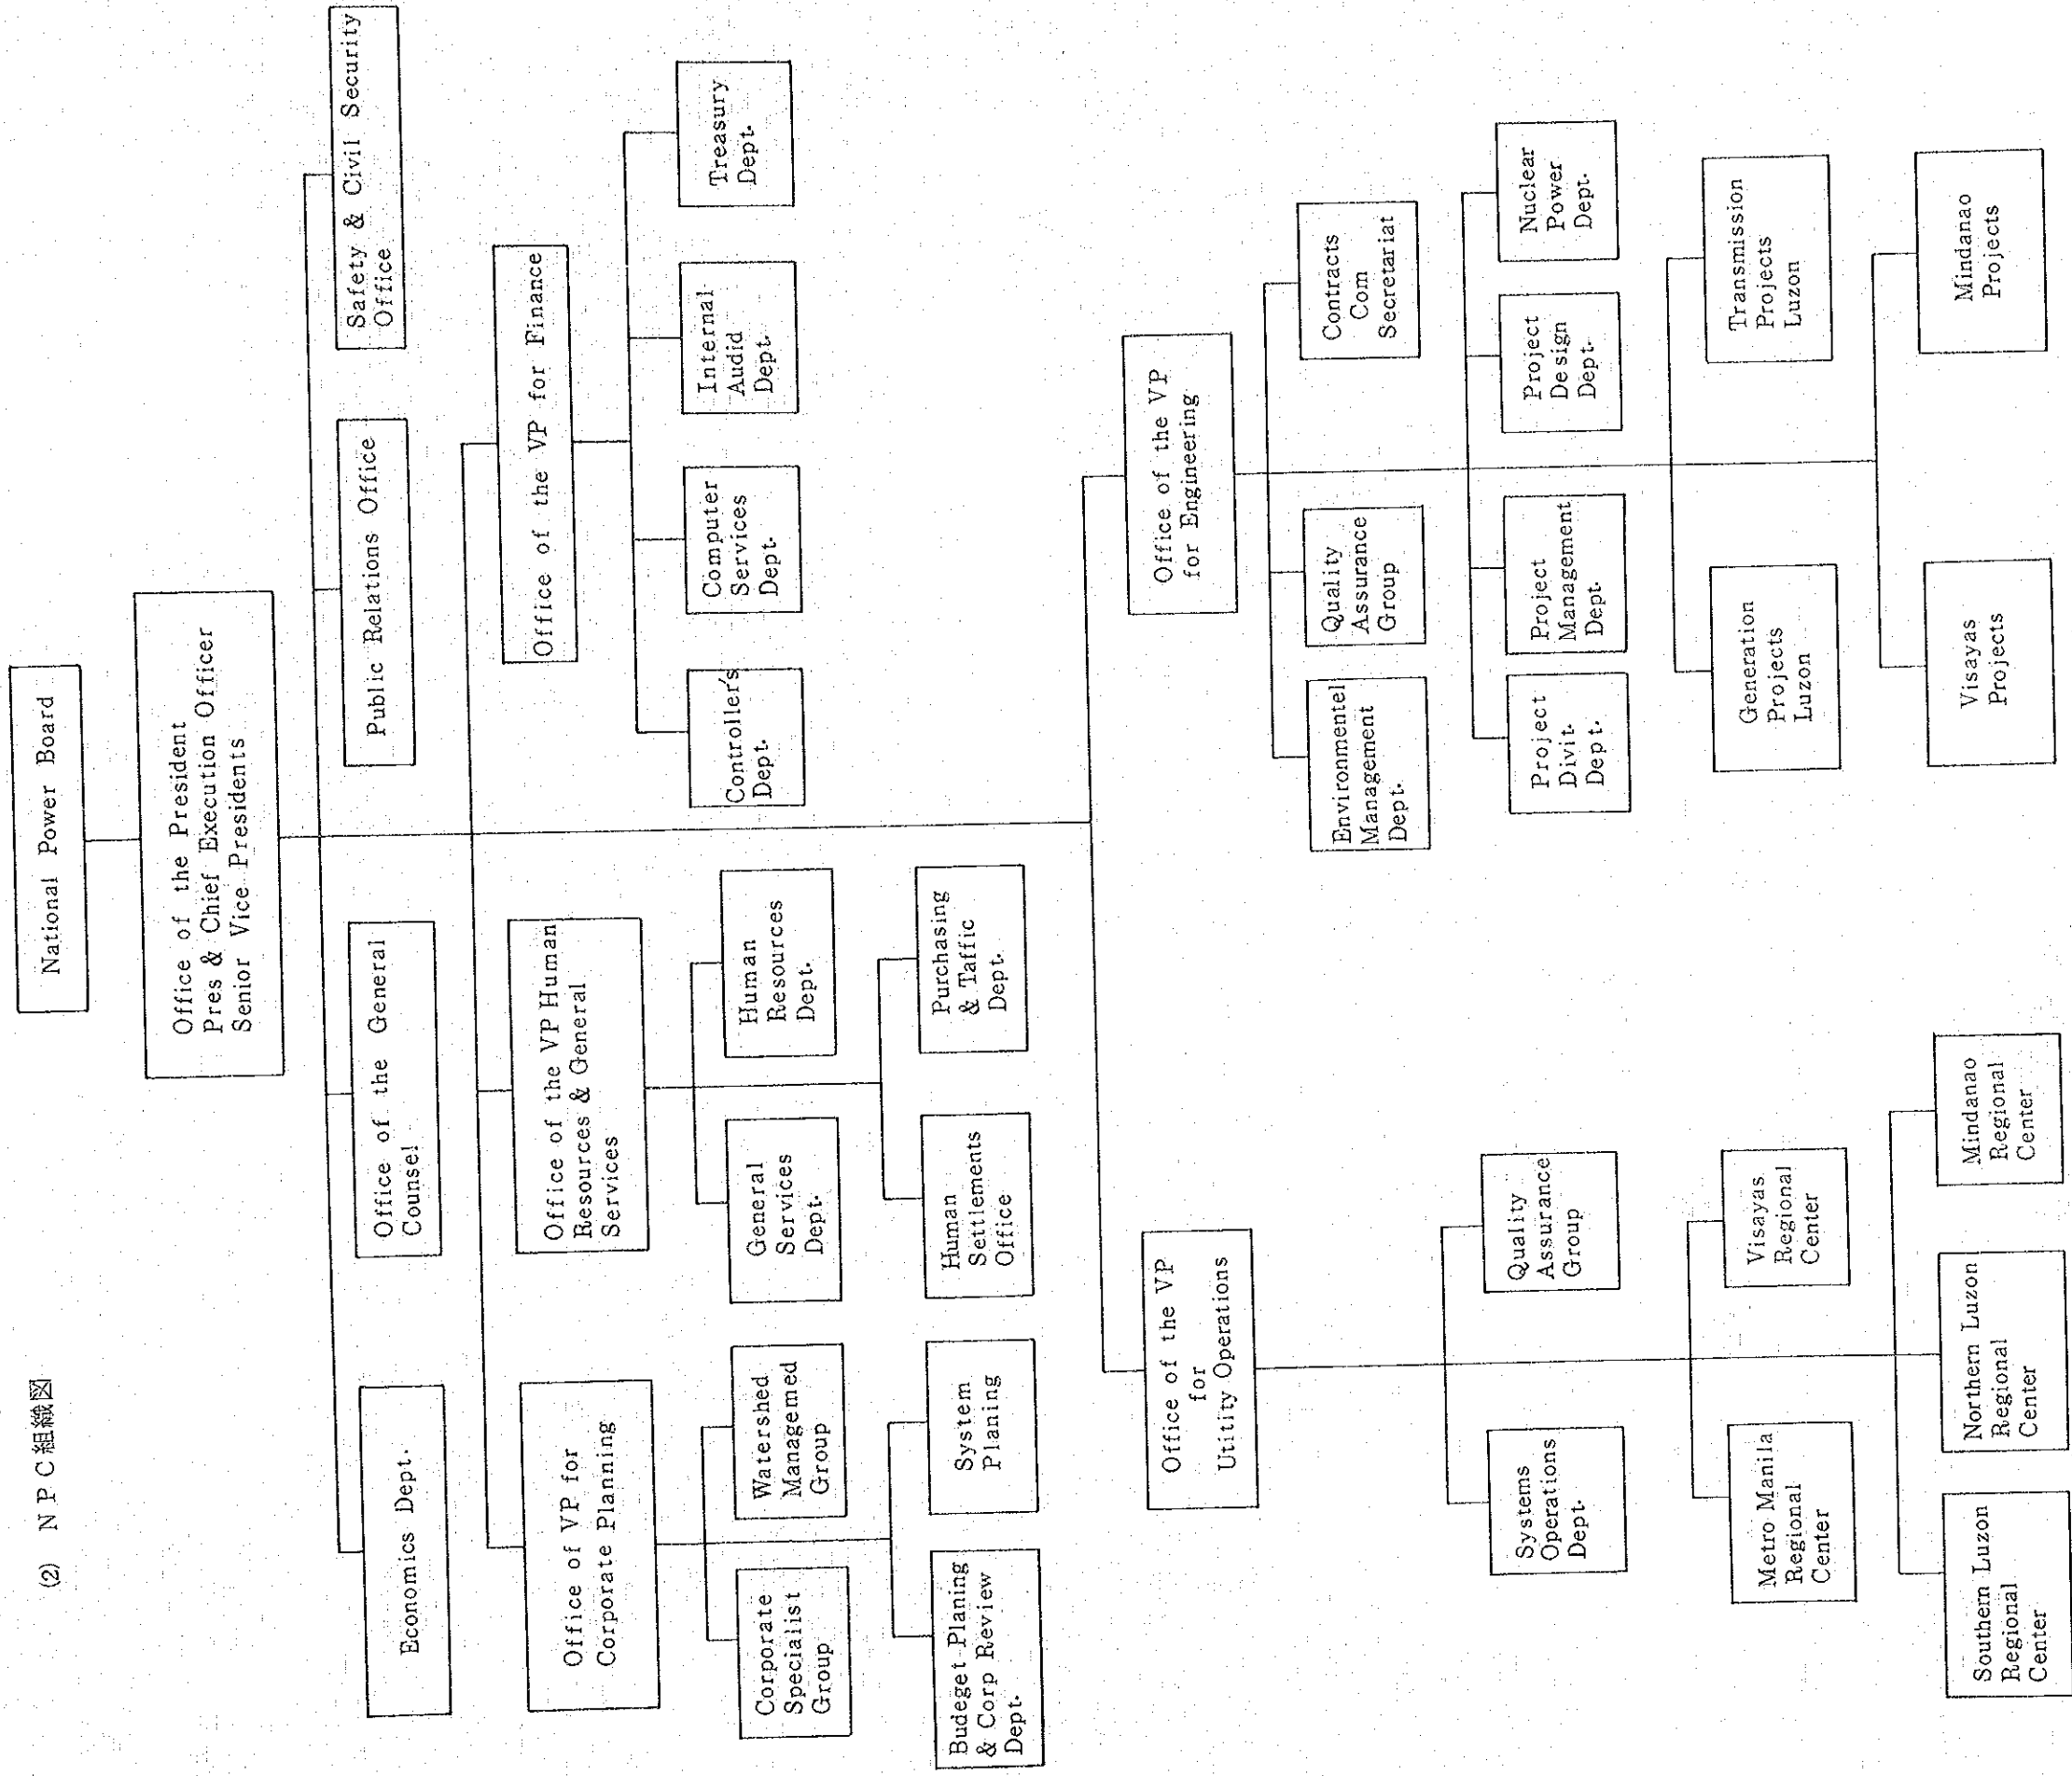 (2) NPC組織図
National Power Board
Office of the President
Pres & Chief Execution Officer
Senior Vice Presidents
Economics Dept.
Office of the General
Counsel
Public Relations Office
Safety & Civil Security
Office
Office of VP for
Corporate Planning
Office of the VP Human
Resources & General
Services
Office of the VP for Finance
Corporate
Specialist
Group
Watershed
Managemed
Group
Budeget Planing
& Corp Review
Dept.
System
Planing
General
Services
Dept.
Human
Resources
Dept.
Human
Settlements
Office
Purchasing
& Taffic
Dept.
Controller's
Dept.
Computer
Services
Dept.
Internal
Audid
Dept.
Treasury
Dept.
Office of the VP
for
Utitity Operations
Office of the VP
for Engineering
Systems
Operations
Dept.
Quality
Assurance
Group
Metro Manila
Regional
Center
Visayas
Regional
Center
Southern Luzon
Regional
Center
Northern Luzon
Regional
Center
Mindanao
Regional
Center
Environmentel
Management
Dept.
Quality
Assurance
Group
Contracts
Com
Secretariat
Project
Divit.
Dept.
Project
Management
Dept.
Project
Design
Dept.
Nuclear
Power
Dept.
Generation
Projects
Luzon
Transmission
Projects
Luzon
Visayas
Projects
Mindanao
Projects